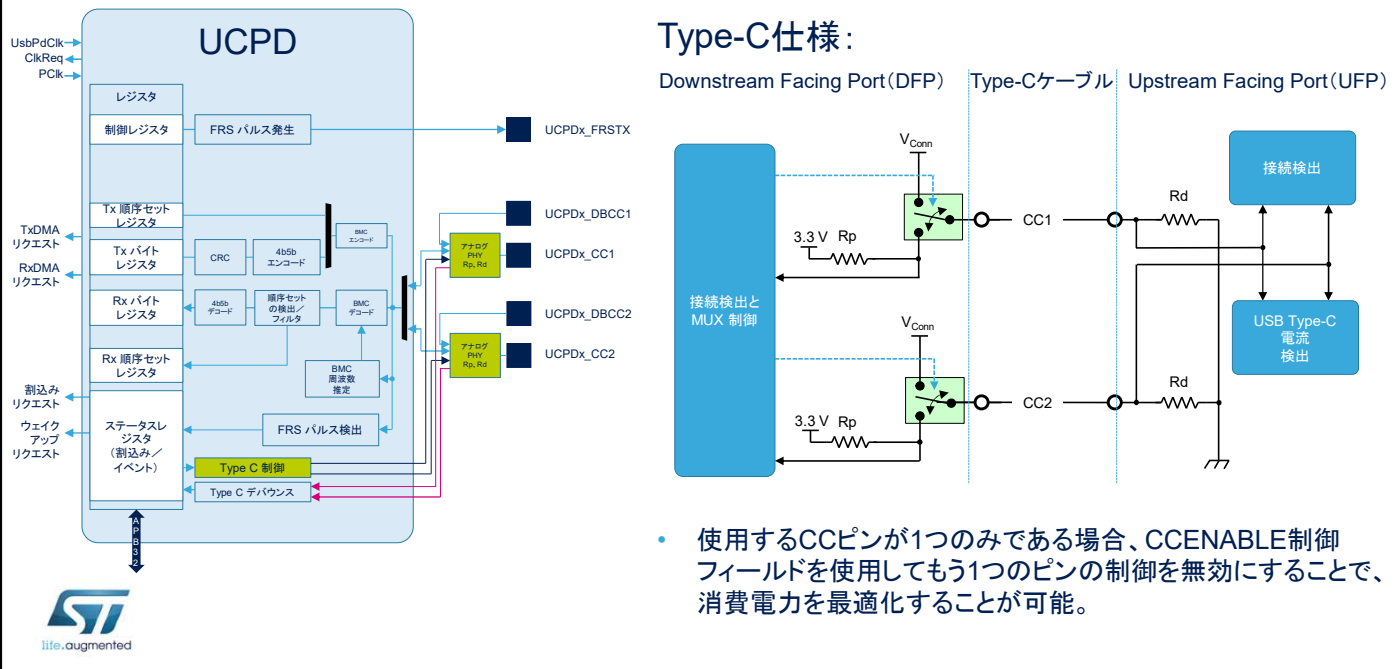 UCPD
UsbPdClk
ClkReq
PClk
レジスタ
制御レジスタ
FRS パルス発生
UCPDx_FRSTX
Tx 順序セット
レジスタ
BMC
エンコード
UCPDx_DBCC1
TxDMA
リクエスト
Tx バイト
レジスタ
CRC
4b5b
エンコード
アナログ
PHY
Rp、Rd
UCPDx_CC1
RxDMA
リクエスト
Rx バイト
レジスタ
4b5b
デコード
順序セット
の検出／
フィルタ
BMC
デコード
UCPDx_DBCC2
Rx 順序セット
レジスタ
BMC
周波数
推定
アナログ
PHY
Rp、Rd
UCPDx_CC2
割込み
リクエスト
ウェイク
アップ
リクエスト
ステータスレ
ジスタ
（割込み／
イベント）
FRS パルス検出
Type C 制御
Type C デバウンス
APB32
life.augmented
Type-C仕様：
Downstream Facing Port（DFP）
Type-Cケーブル
Upstream Facing Port（UFP）
接続検出と
MUX 制御
VConn
3.3 V
Rp
CC1
Rd
接続検出
VConn
3.3 V
Rp
CC2
Rd
USB Type-C
電流
検出
• 使用するCCピンが1つのみである場合、CCENABLE制御
フィールドを使用してもう1つのピンの制御を無効にすることで、
消費電力を最適化することが可能。